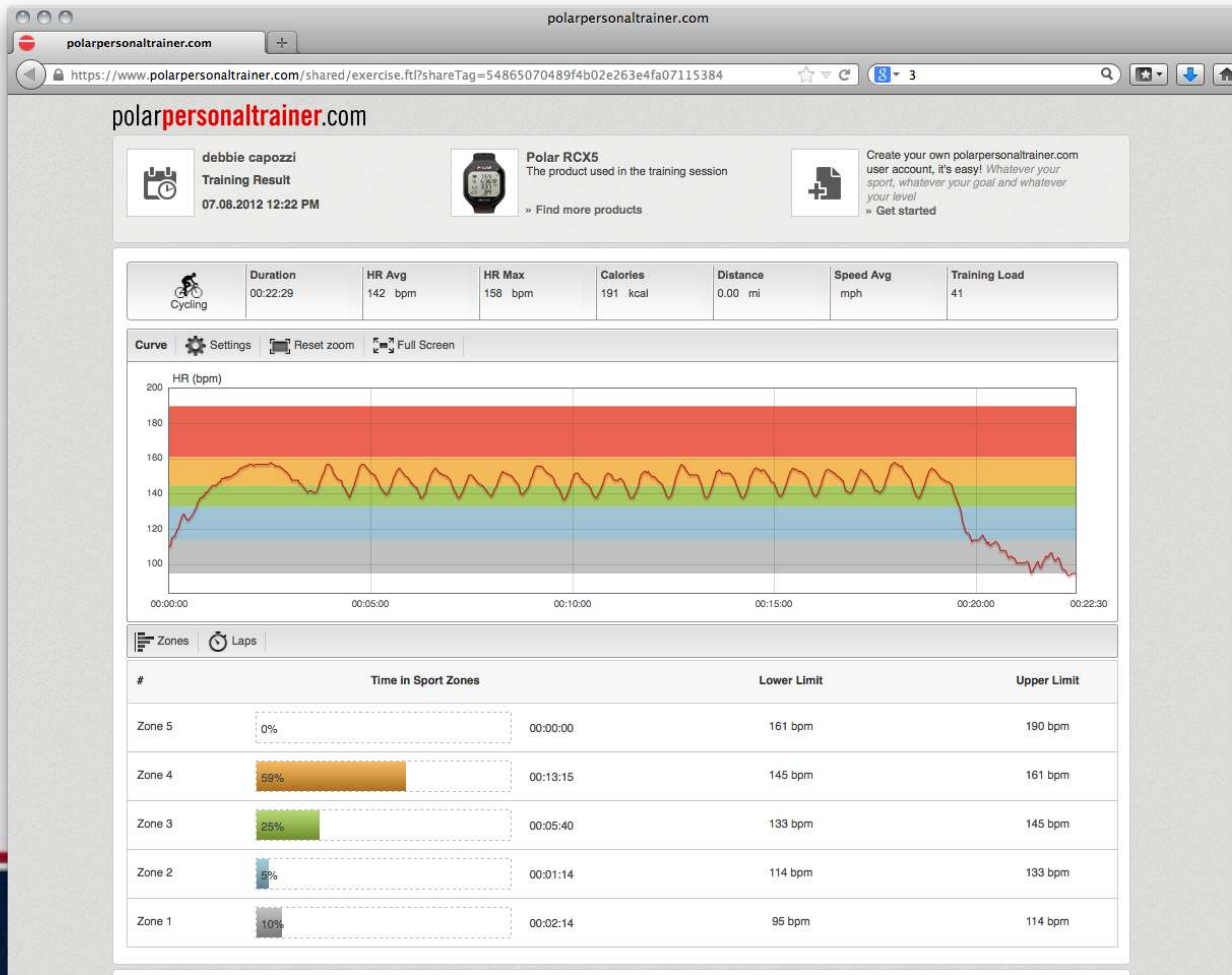 polarpersonaltrainer.com
polarpersonaltrainer.com
https://www.polarpersonaltrainer.com/shared/exercise.ftl?shareTag=54865070489f4b02e263e4fa07115384
8 3
polarpersonaltrainer.com
debbie capozzi
Training Result
07.08.2012 12:22 PM
Polar RCX5
The product used in the training session
» Find more products
Create your own polarpersonaltrainer.com
user account, it's easy! Whatever your
sport, whatever your goal and whatever
your level
» Get started
Cycling
Duration HR Avg HR Max Calories Distance Speed Avg Training Load
00:22:29 142 bpm 158 bpm 191 kcal 0.00 mi mph 41
Curve Settings Reset zoom Full Screen
HR (bpm)
200
180
160
140
120
100
00:00:00 00:05:00 00:10:00 00:15:00 00:20:00 00:22:30
Zones Laps
# Time in Sport Zones Lower Limit Upper Limit
Zone 5 0% 00:00:00 161 bpm 190 bpm
Zone 4 59% 00:13:15 145 bpm 161 bpm
Zone 3 25% 00:05:40 133 bpm 145 bpm
Zone 2 5% 00:01:14 114 bpm 133 bpm
Zone 1 10% 00:02:14 95 bpm 114 bpm